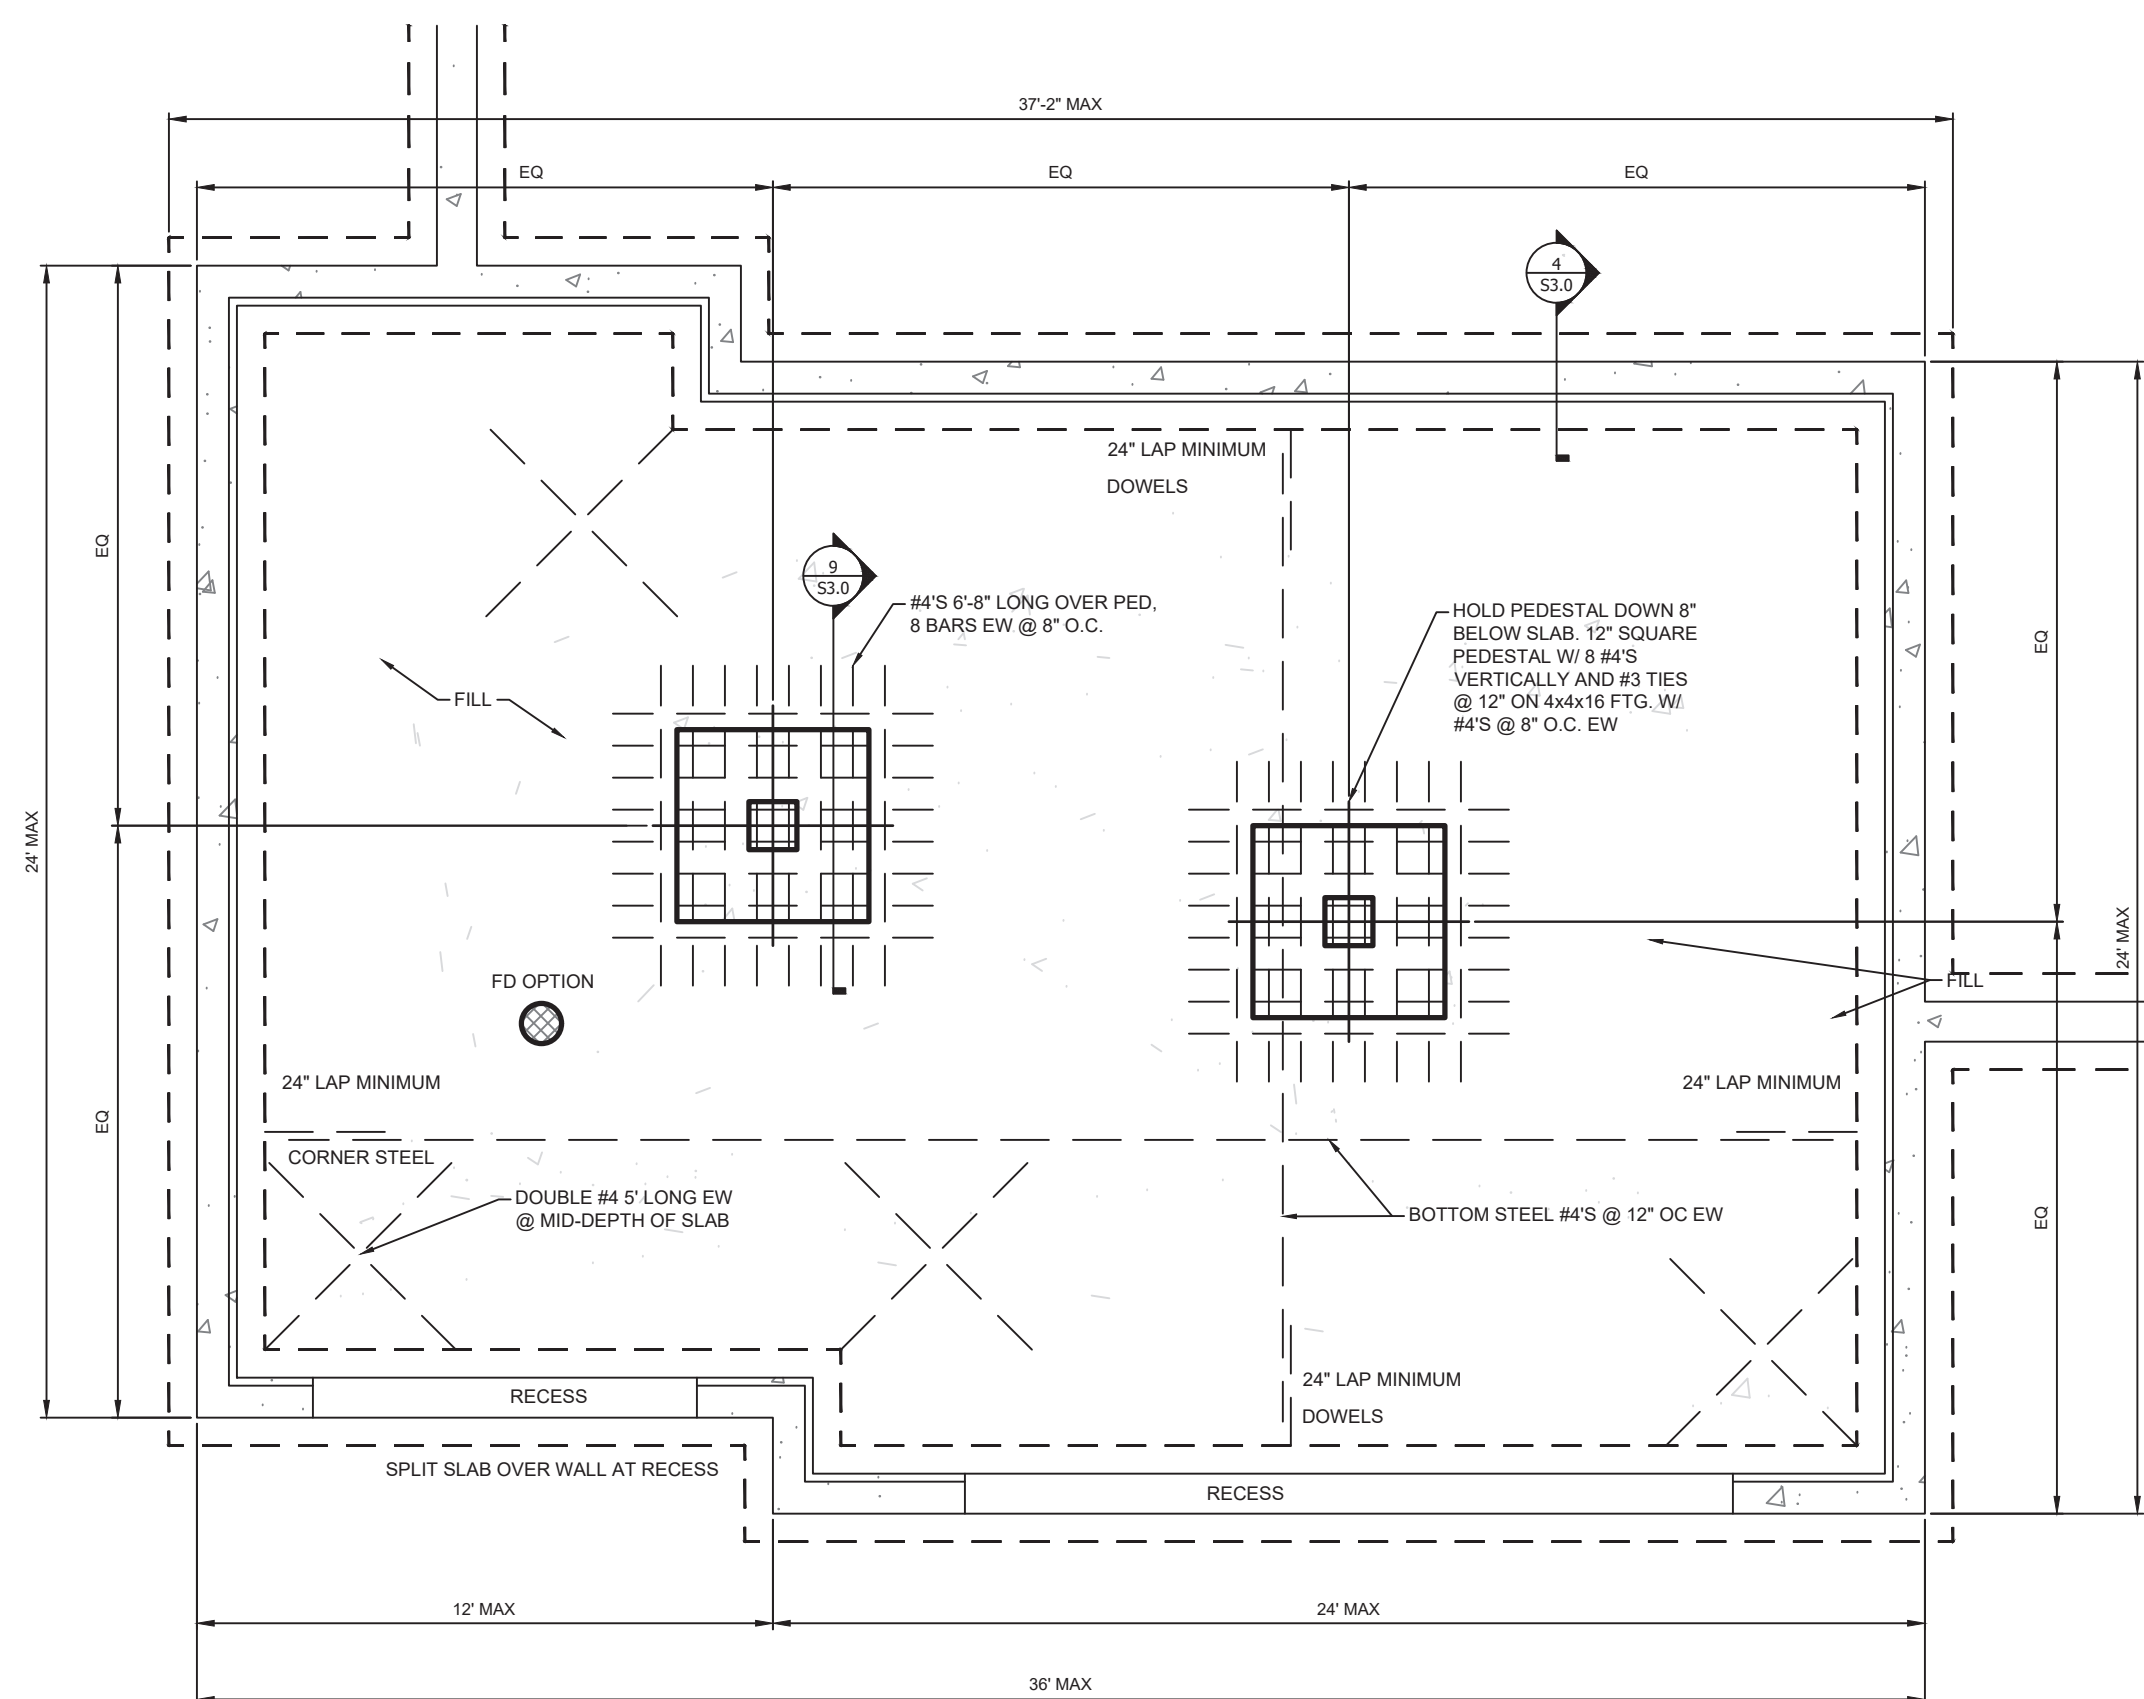 37'-2" MAX
EQ
EQ
EQ
4
S3.0
24" LAP MINIMUM
DOWELS
EQ
9
S3.0
#4'S 6'-8" LONG OVER PED,
8 BARS EW @ 8" O.C.
HOLD PEDESTAL DOWN 8"
BELOW SLAB. 12" SQUARE
PEDESTAL W/ 8 #4'S
VERTICALLY AND #3 TIES
@ 12" ON 4x4x16 FTG. W/
#4'S @ 8" O.C. EW
EQ
FILL
24' MAX
24' MAX
FD OPTION
FILL
24" LAP MINIMUM
24" LAP MINIMUM
EQ
CORNER STEEL
DOUBLE #4 5' LONG EW
@ MID-DEPTH OF SLAB
BOTTOM STEEL #4'S @ 12" OC EW
EQ
24" LAP MINIMUM
DOWELS
RECESS
SPLIT SLAB OVER WALL AT RECESS
RECESS
12' MAX
24' MAX
36' MAX